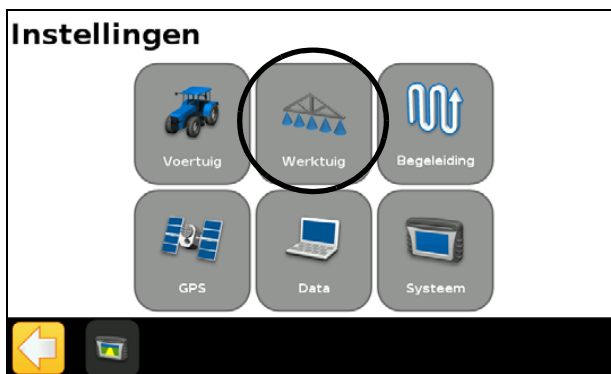 Instellingen
Voertuig
Werktuig
Begeleiding
GPS
Data
Systeem